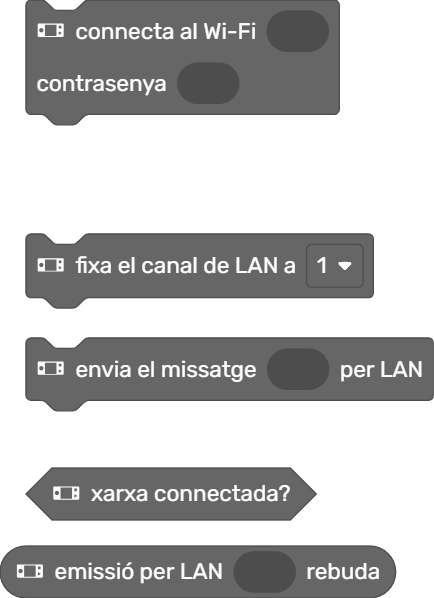 connecta al Wi-Fi
contrasenya
fixa el canal de LAN a 1
envia el missatge per LAN
xarxa connectada?
emissió per LAN rebuda